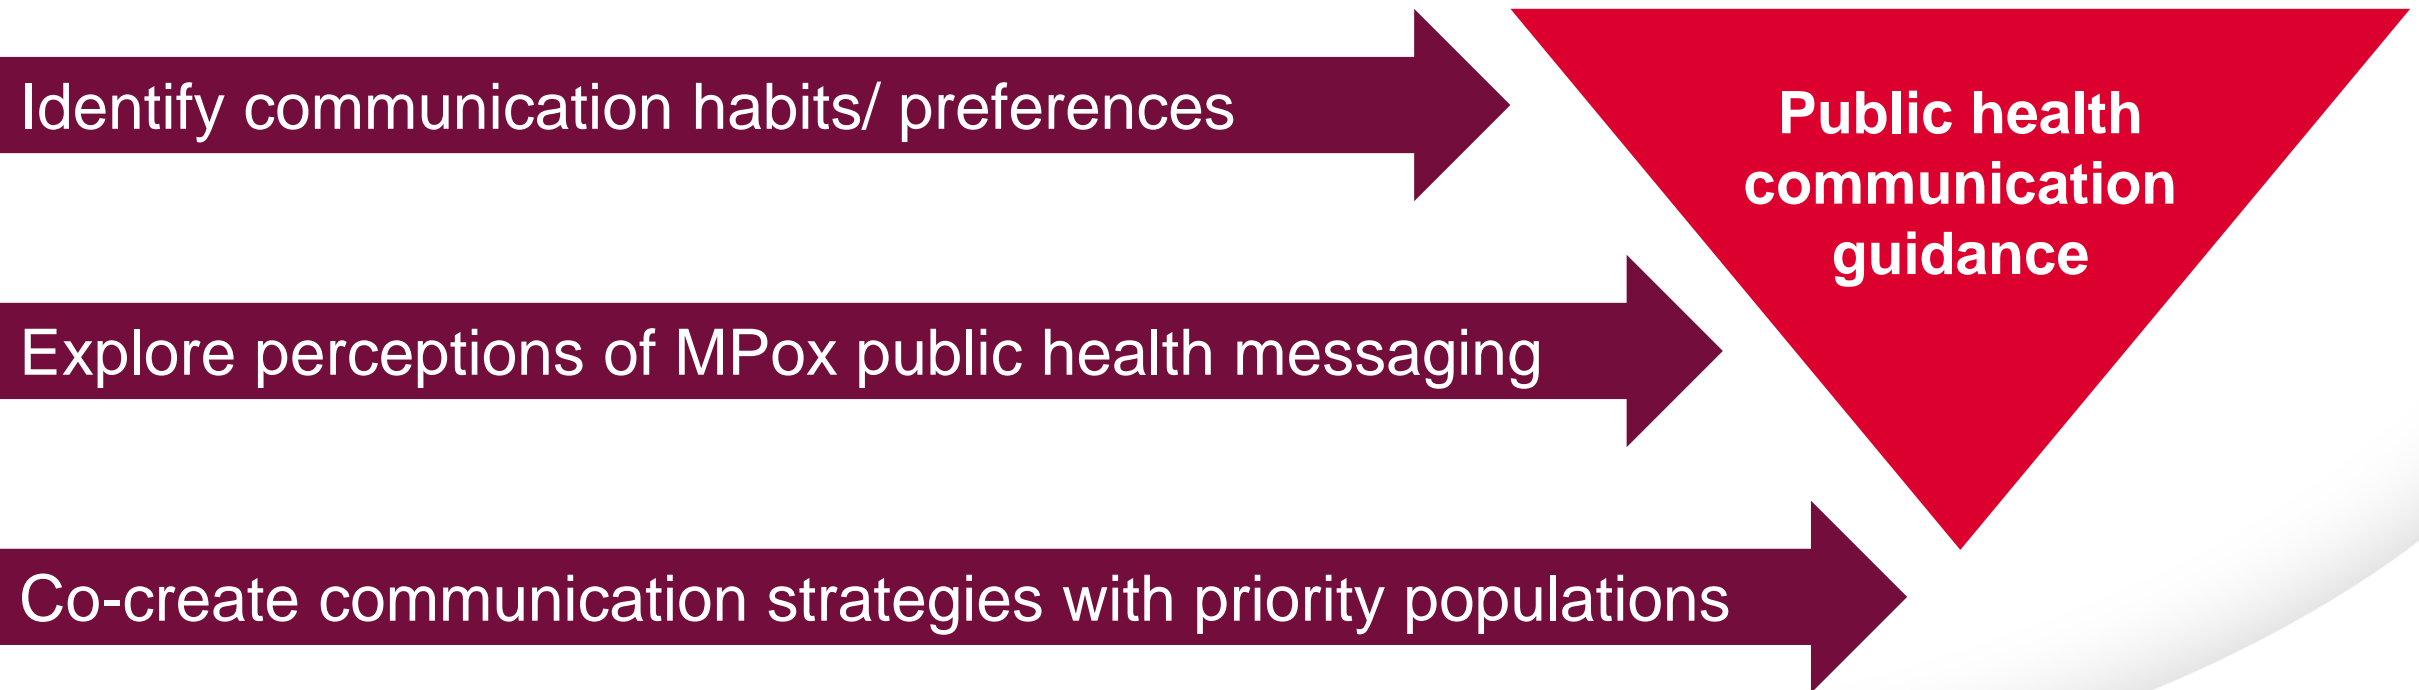 Identify communication habits/ preferences
Public health
communication
guidance
Explore perceptions of MPox public health messaging
Co-create communication strategies with priority populations